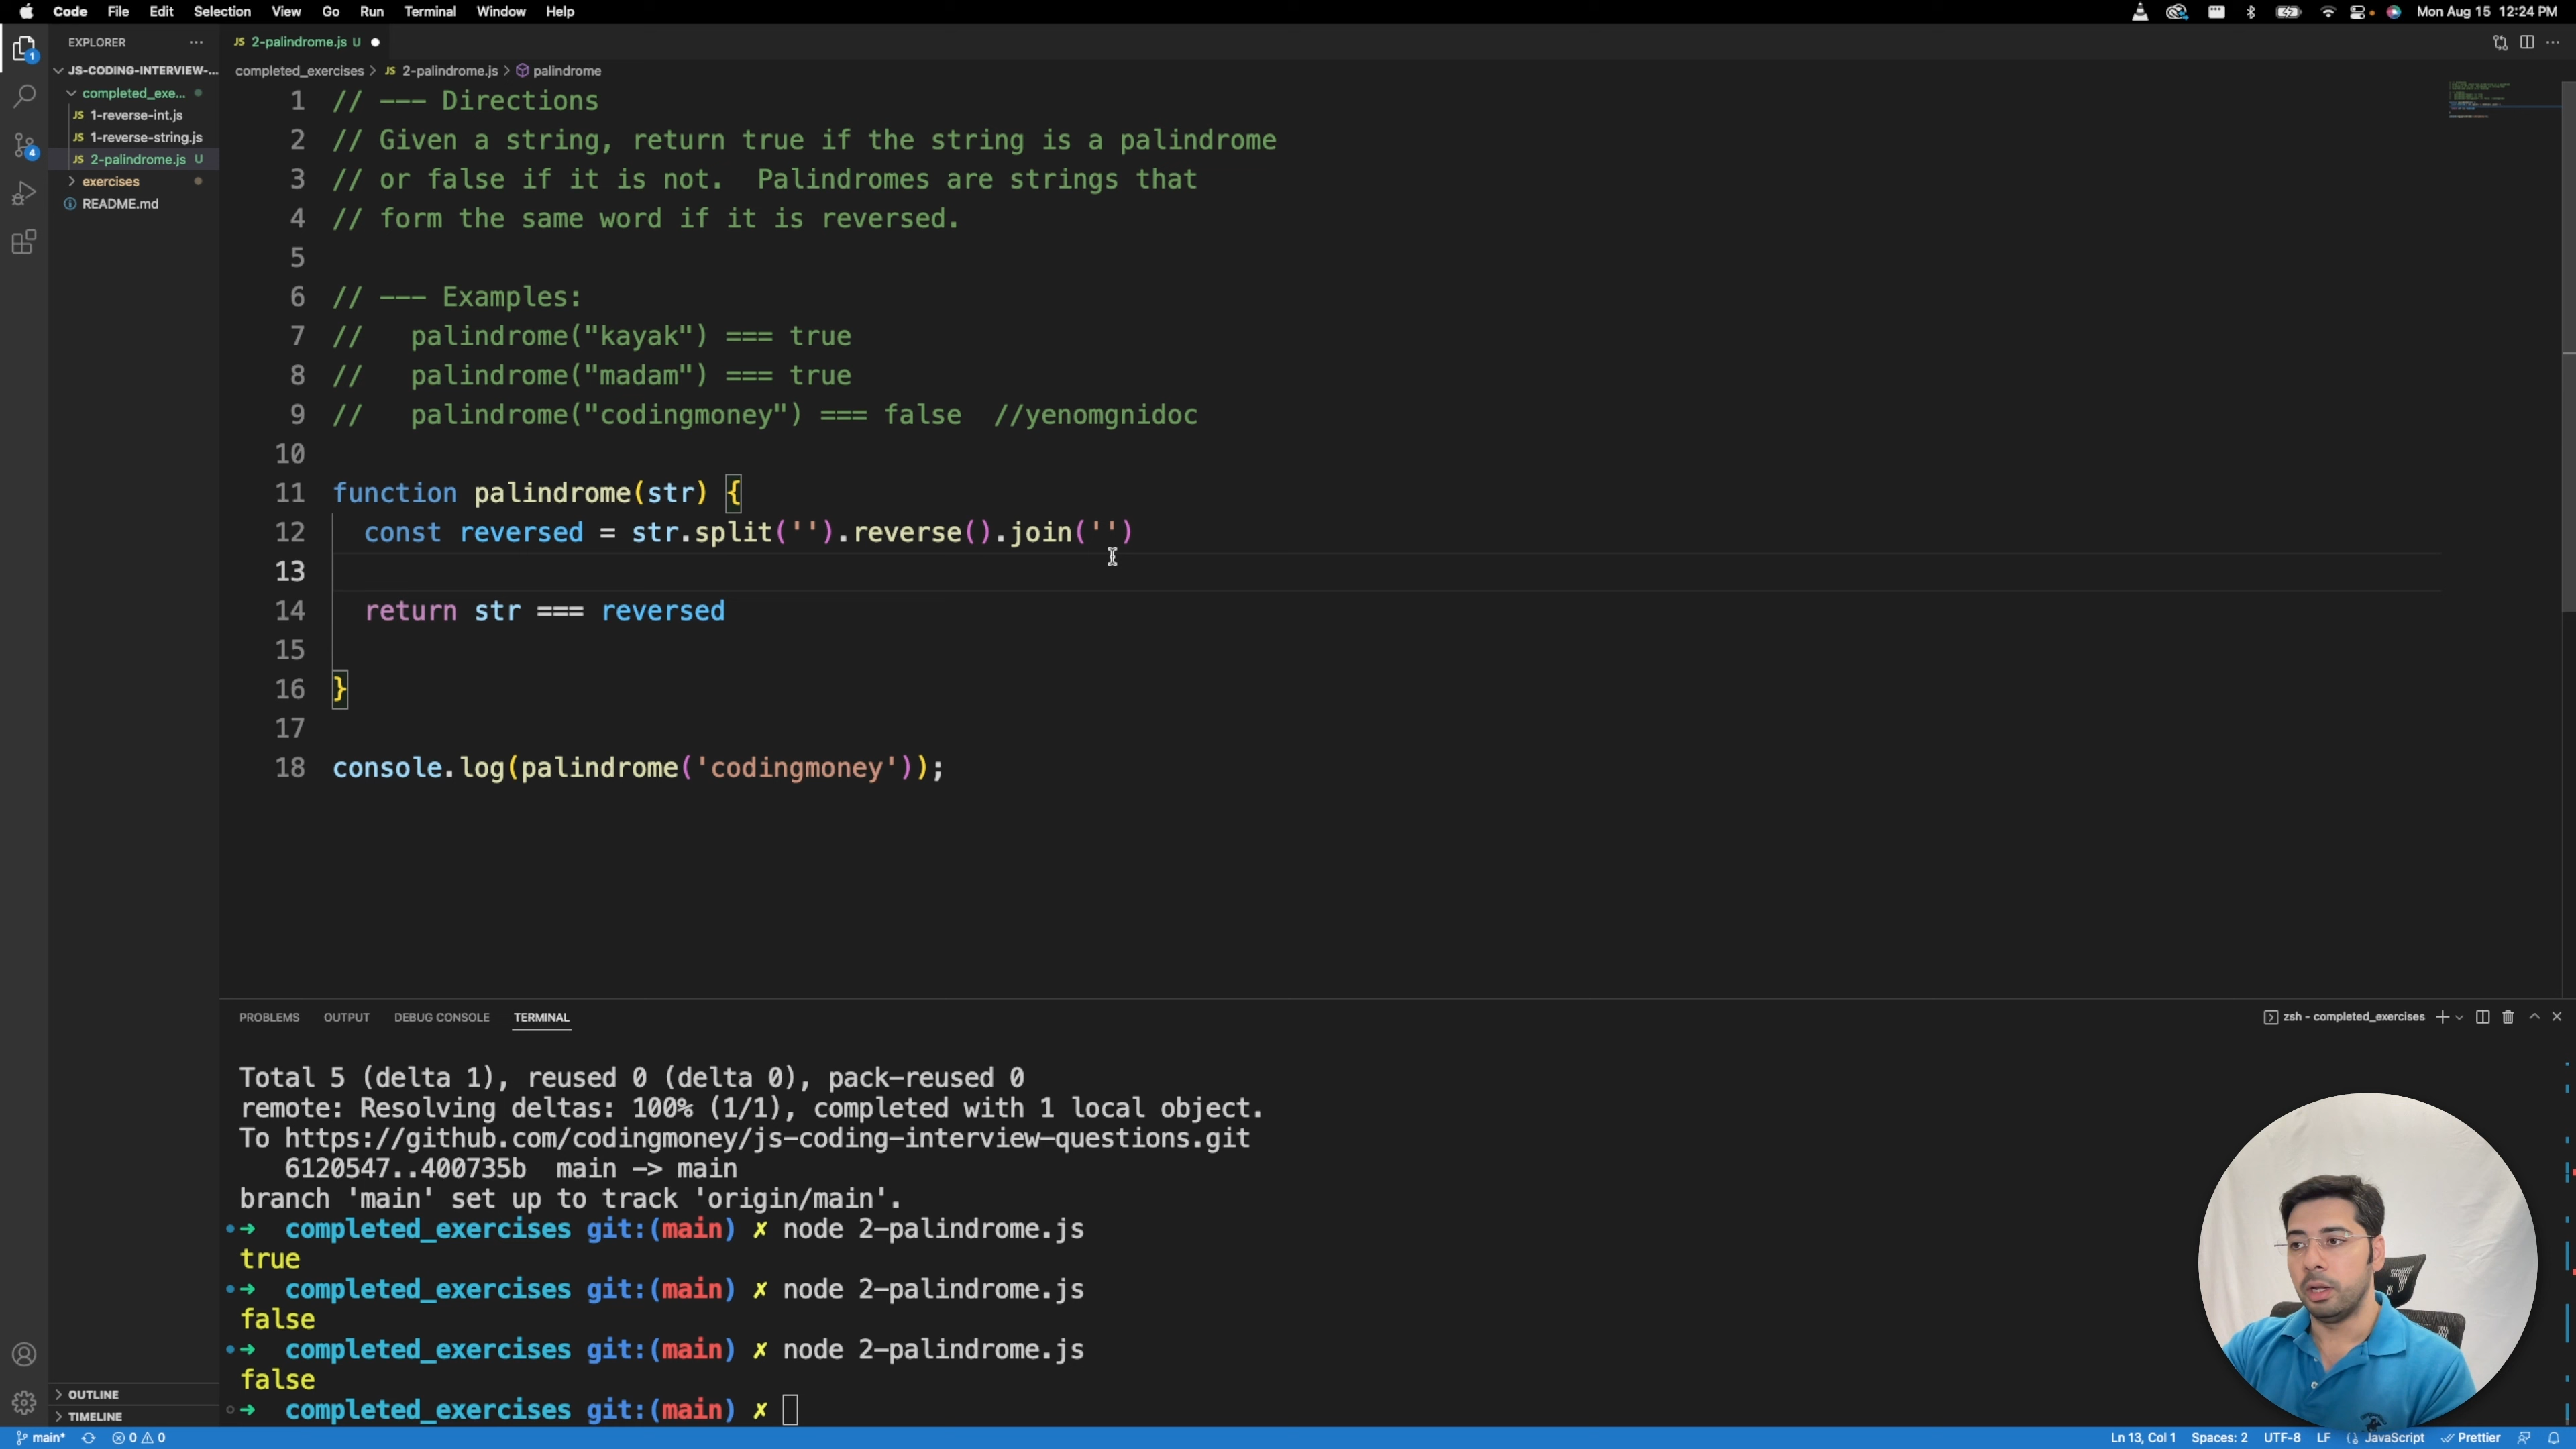 Code File Edit Selection View Go Run Terminal Window Help Mon Aug 15 12:24 PM
EXPLORER
JS-CODING-INTERVIEW-...
completed_exe...
JS 1-reverse-int.js
JS 1-reverse-string.js
JS 2-palindrome.js U
exercises
README.md
OUTLINE
TIMELINE
JS 2-palindrome.js U
completed_exercises > JS 2-palindrome.js > palindrome
1 // --- Directions
2 // Given a string, return true if the string is a palindrome
3 // or false if it is not.  Palindromes are strings that
4 // form the same word if it is reversed.
5
6 // --- Examples:
7 //   palindrome("kayak") === true
8 //   palindrome("madam") === true
9 //   palindrome("codingmoney") === false  //yenomgnidoc
10
11 function palindrome(str) {
12   const reversed = str.split('').reverse().join('')
13
14   return str === reversed
15
16 }
17
18 console.log(palindrome('codingmoney'));
PROBLEMS OUTPUT DEBUG CONSOLE TERMINAL zsh - completed_exercises
Total 5 (delta 1), reused 0 (delta 0), pack-reused 0
remote: Resolving deltas: 100% (1/1), completed with 1 local object.
To https://github.com/codingmoney/js-coding-interview-questions.git
   6120547..400735b  main -> main
branch 'main' set up to track 'origin/main'.
➜  completed_exercises git:(main) ✗ node 2-palindrome.js
true
➜  completed_exercises git:(main) ✗ node 2-palindrome.js
false
➜  completed_exercises git:(main) ✗ node 2-palindrome.js
false
➜  completed_exercises git:(main) ✗
main* 0 0 Ln 13, Col 1 Spaces: 2 UTF-8 LF JavaScript Prettier